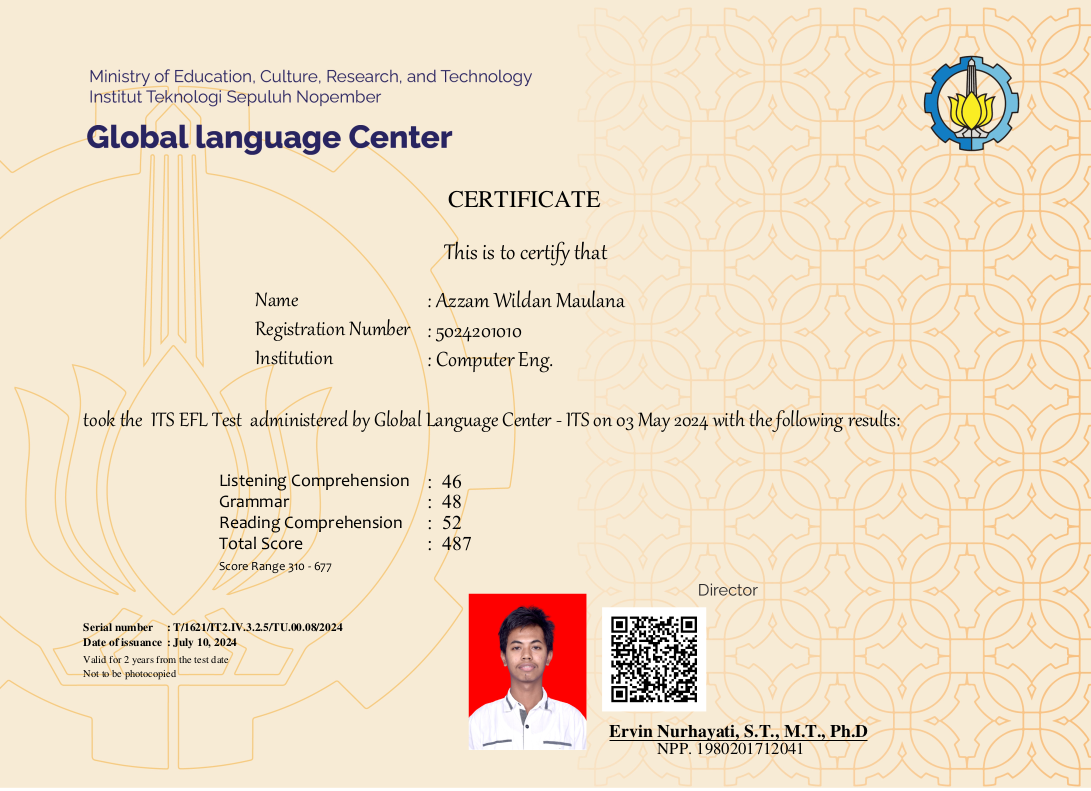 Ministry of Education, Culture, Research, and Technology
Institut Teknologi Sepuluh Nopember
Global language Center
CERTIFICATE
This is to certify that
Name : Azzam Wildan Maulana
Registration Number : 5024201010
Institution : Computer Eng.
took the ITS EFL Test administered by Global Language Center - ITS on 03 May 2024 with the following results:
Listening Comprehension : 46
Grammar : 48
Reading Comprehension : 52
Total Score : 487
Score Range 310 - 677
Director
Serial number : T/1621/IT2.IV.3.2.5/TU.00.08/2024
Date of issuance : July 10, 2024
Valid for 2 years from the test date
Not to be photocopied
Ervin Nurhayati, S.T., M.T., Ph.D
NPP. 1980201712041